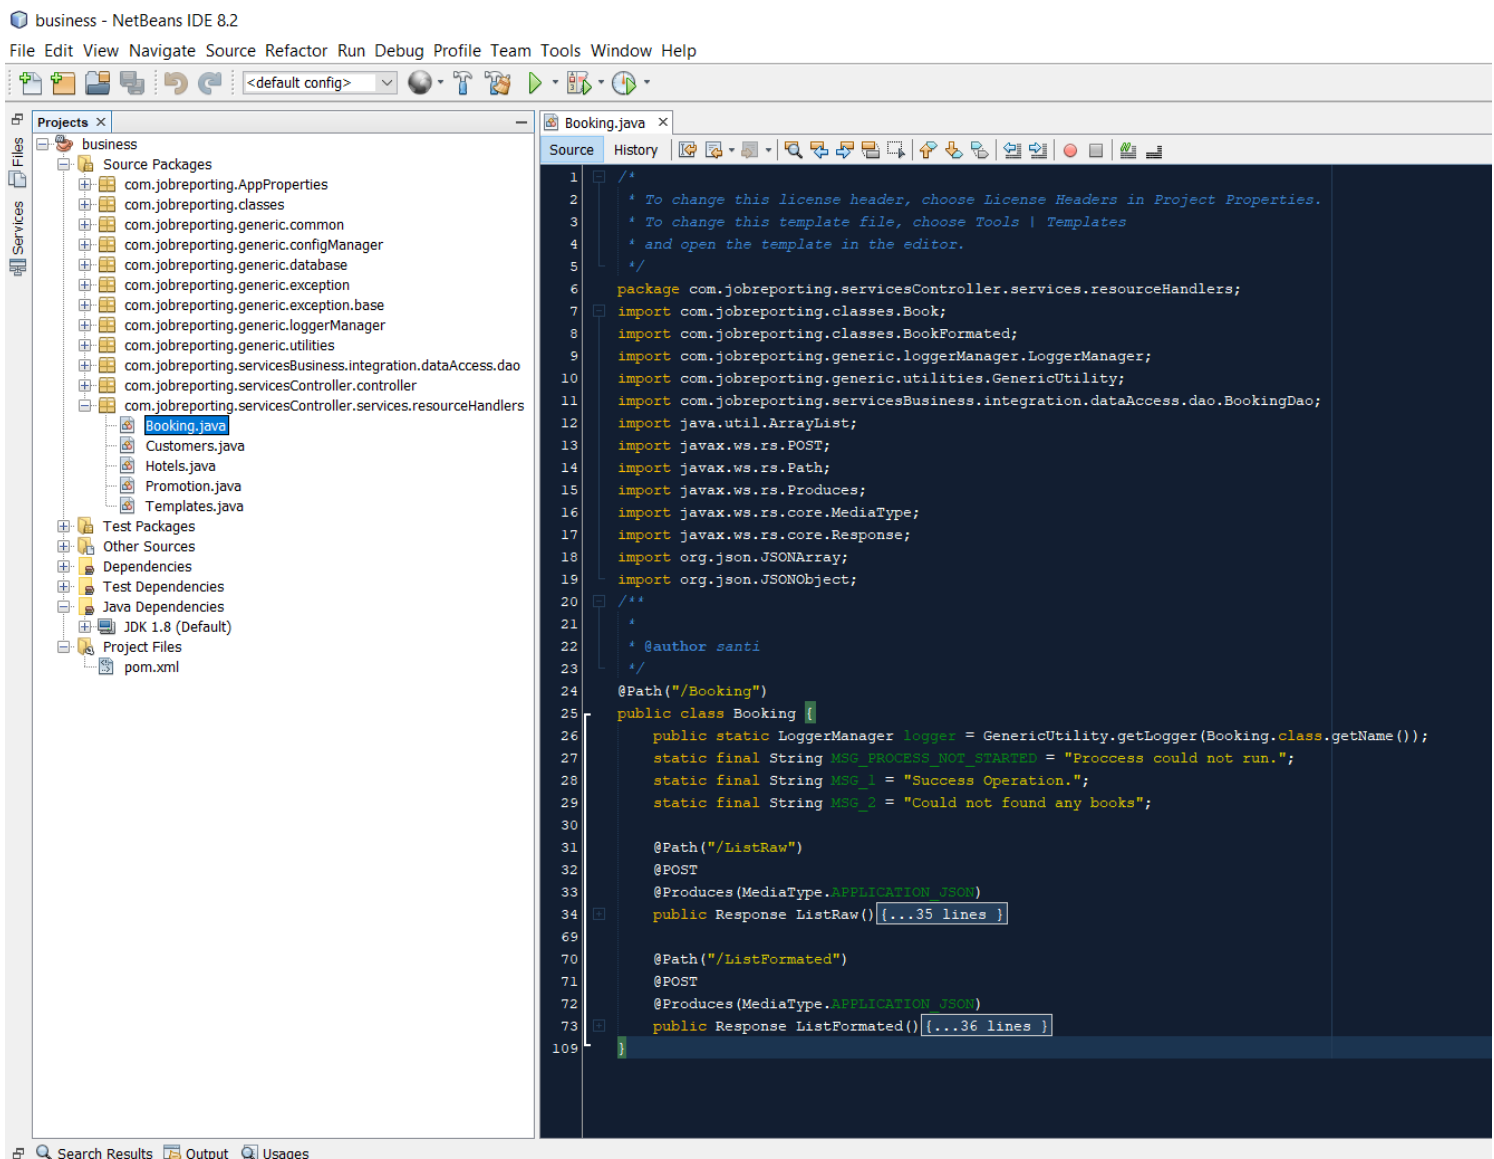 business - NetBeans IDE 8.2
File Edit View Navigate Source Refactor Run Debug Profile Team Tools Window Help
<default config>
Files
Services
Projects
business
Source Packages
com.jobreporting.AppProperties
com.jobreporting.classes
com.jobreporting.generic.common
com.jobreporting.generic.configManager
com.jobreporting.generic.database
com.jobreporting.generic.exception
com.jobreporting.generic.exception.base
com.jobreporting.generic.loggerManager
com.jobreporting.generic.utilities
com.jobreporting.servicesBusiness.integration.dataAccess.dao
com.jobreporting.servicesController.controller
com.jobreporting.servicesController.services.resourceHandlers
Booking.java
Customers.java
Hotels.java
Promotion.java
Templates.java
Test Packages
Other Sources
Dependencies
Test Dependencies
Java Dependencies
JDK 1.8 (Default)
Project Files
pom.xml
Booking.java
Source History
1 /*
2 * To change this license header, choose License Headers in Project Properties.
3 * To change this template file, choose Tools | Templates
4 * and open the template in the editor.
5 */
6 package com.jobreporting.servicesController.services.resourceHandlers;
7 import com.jobreporting.classes.Book;
8 import com.jobreporting.classes.BookFormated;
9 import com.jobreporting.generic.loggerManager.LoggerManager;
10 import com.jobreporting.generic.utilities.GenericUtility;
11 import com.jobreporting.servicesBusiness.integration.dataAccess.dao.BookingDao;
12 import java.util.ArrayList;
13 import javax.ws.rs.POST;
14 import javax.ws.rs.Path;
15 import javax.ws.rs.Produces;
16 import javax.ws.rs.core.MediaType;
17 import javax.ws.rs.core.Response;
18 import org.json.JSONArray;
19 import org.json.JSONObject;
20 /**
21 *
22 * @author santi
23 */
24 @Path("/Booking")
25 public class Booking {
26 public static LoggerManager logger = GenericUtility.getLogger(Booking.class.getName());
27 static final String MSG_PROCESS_NOT_STARTED = "Proccess could not run.";
28 static final String MSG_1 = "Success Operation.";
29 static final String MSG_2 = "Could not found any books";
30
31 @Path("/ListRaw")
32 @POST
33 @Produces(MediaType.APPLICATION_JSON)
34 public Response ListRaw() {...35 lines }
69
70 @Path("/ListFormated")
71 @POST
72 @Produces(MediaType.APPLICATION_JSON)
73 public Response ListFormated() {...36 lines }
109 }
Search Results Output Usages